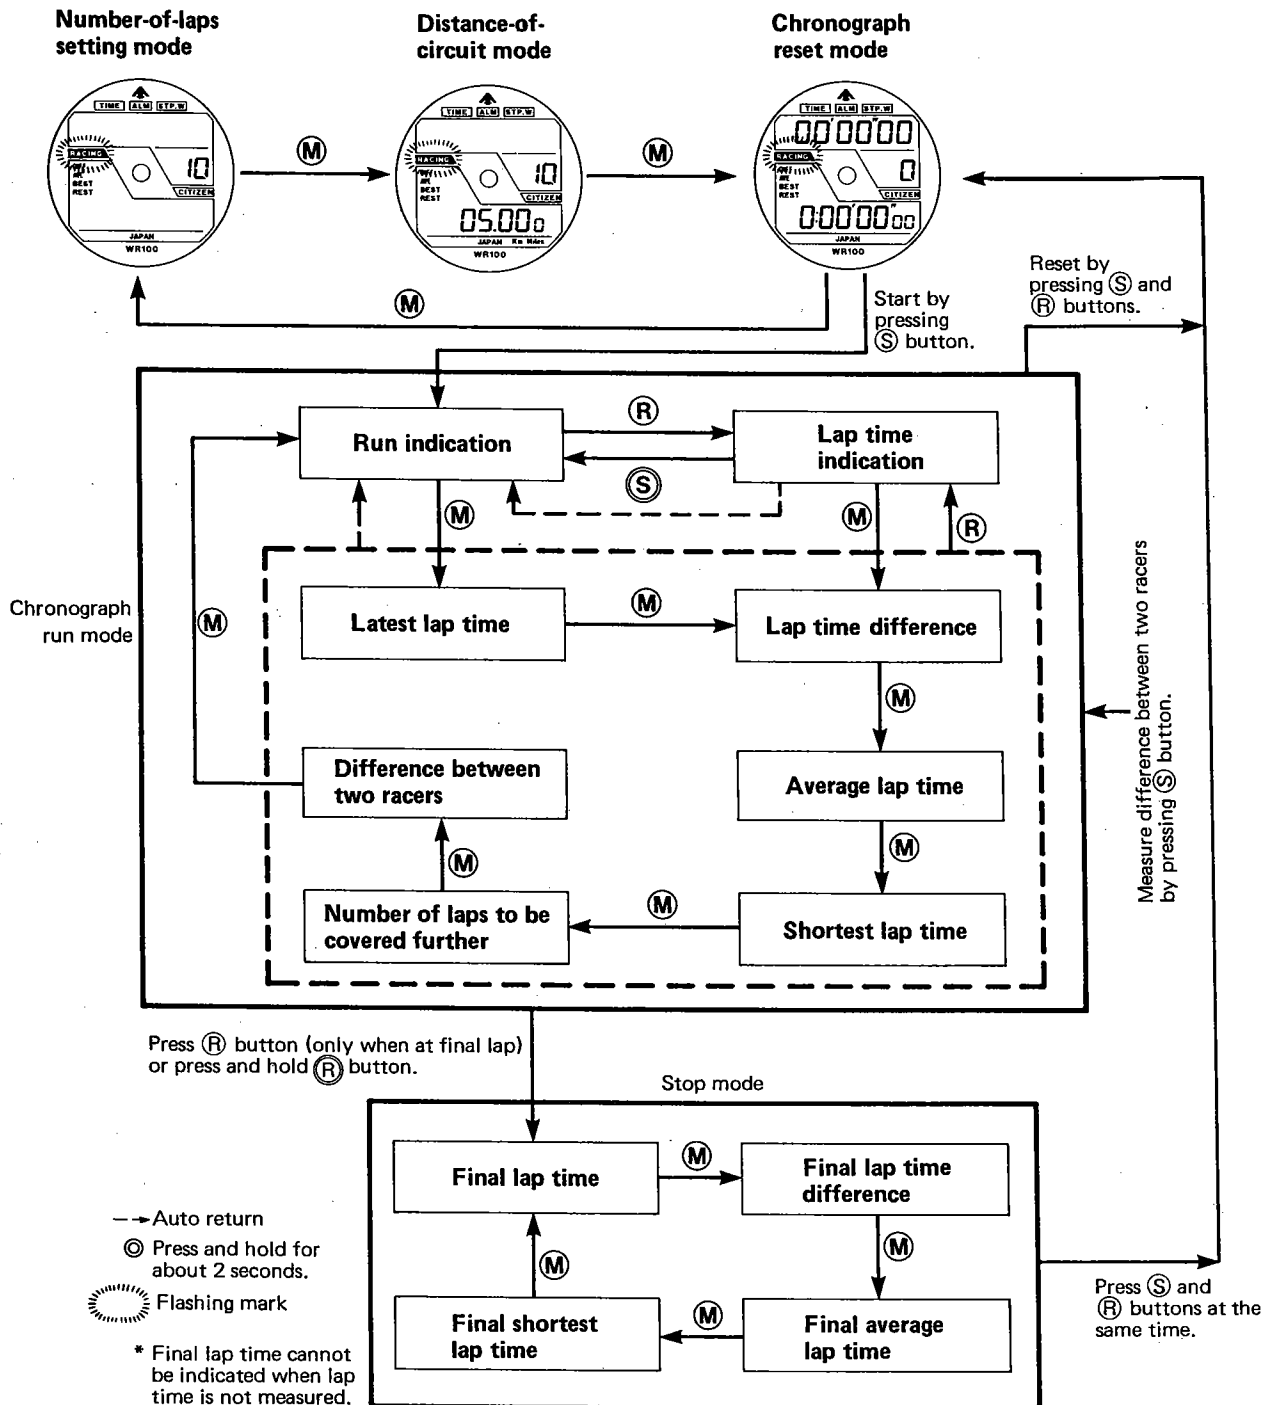 Number-of-laps
setting mode
Distance-of-
circuit mode
Chronograph
reset mode
TIME ALM STP.W
RACING
10
BEST
REST
CITIZEN
JAPAN
WR100
M
TIME ALM STP.W
RACING
10
BEST
REST
CITIZEN
05.000
JAPAN Km Miles
WR100
M
TIME ALM STP.W
00'00"00
RACING
0
BEST
REST
CITIZEN
0:00'00"00
JAPAN
WR100
M
Start by
pressing
Ⓢ button.
Reset by
pressing Ⓢ and
Ⓡ buttons.
Chronograph
run mode
Run indication
R
Lap time
indication
S
M
M
R
M
Latest lap time
M
Lap time difference
M
Difference between
two racers
Average lap time
M
M
Number of laps to be
covered further
M
Shortest lap time
Measure difference between two racers
by pressing Ⓢ button.
Press Ⓡ button (only when at final lap)
or press and hold Ⓡ button.
Stop mode
Final lap time
M
Final lap time
difference
M
M
Final shortest
lap time
M
Final average
lap time
Press Ⓢ and
Ⓡ buttons at the
same time.
Auto return
◎ Press and hold for
about 2 seconds.
Flashing mark
* Final lap time cannot
be indicated when lap
time is not measured.